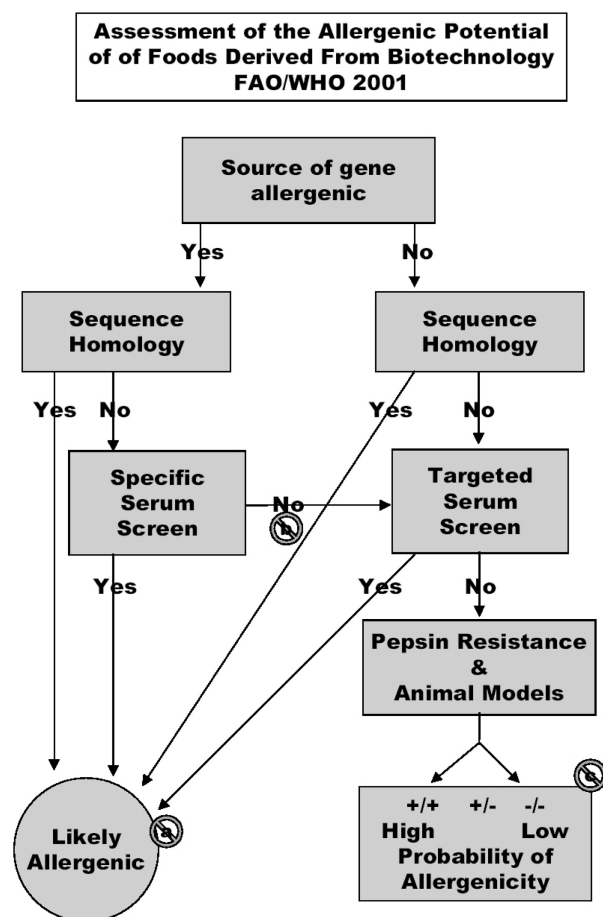 Assessment of the Allergenic Potential
of of Foods Derived From Biotechnology
FAO/WHO 2001
Source of gene
allergenic
Yes
No
Sequence
Homology
Sequence
Homology
Yes
No
Yes
No
Specific
Serum
Screen
No
b
Targeted
Serum
Screen
Yes
Yes
No
Pepsin Resistance
&
Animal Models
c
+/+ +/- -/-
High Low
Probability of
Allergenicity
Likely
Allergenic
a